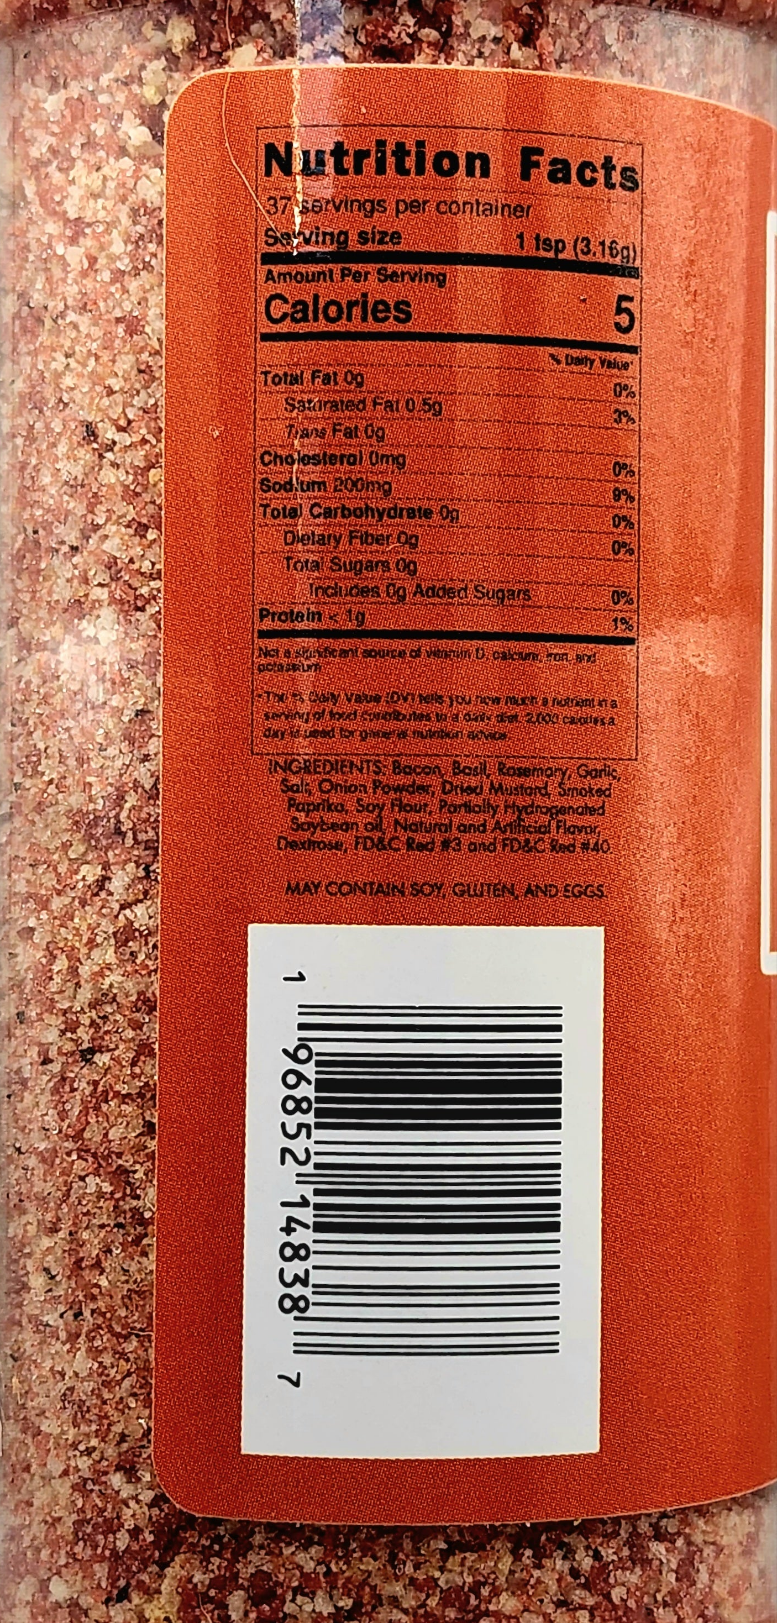 Nutrition Facts
37 servings per container
Serving size 1 tsp (3.16g)
Amount Per Serving
Calories 5
% Daily Value*
Total Fat 0g 0%
Saturated Fat 0.5g 3%
Trans Fat 0g
Cholesterol 0mg 0%
Sodium 200mg 9%
Total Carbohydrate 0g 0%
Dietary Fiber 0g 0%
Total Sugars 0g
Includes 0g Added Sugars 0%
Protein < 1g 1%
Not a significant source of vitamin D, calcium, iron, and
potassium
*The % Daily Value (DV) tells you how much a nutrient in a
serving of food contributes to a daily diet. 2,000 calories a
day is used for general nutrition advice.
INGREDIENTS: Bacon, Basil, Rosemary, Garlic,
Salt, Onion Powder, Dried Mustard, Smoked
Paprika, Soy Flour, Partially Hydrogenated
Soybean oil, Natural and Artificial Flavor,
Dextrose, FD&C Red #3 and FD&C Red #40.
MAY CONTAIN SOY, GLUTEN, AND EGGS.
1 96852 14838 7